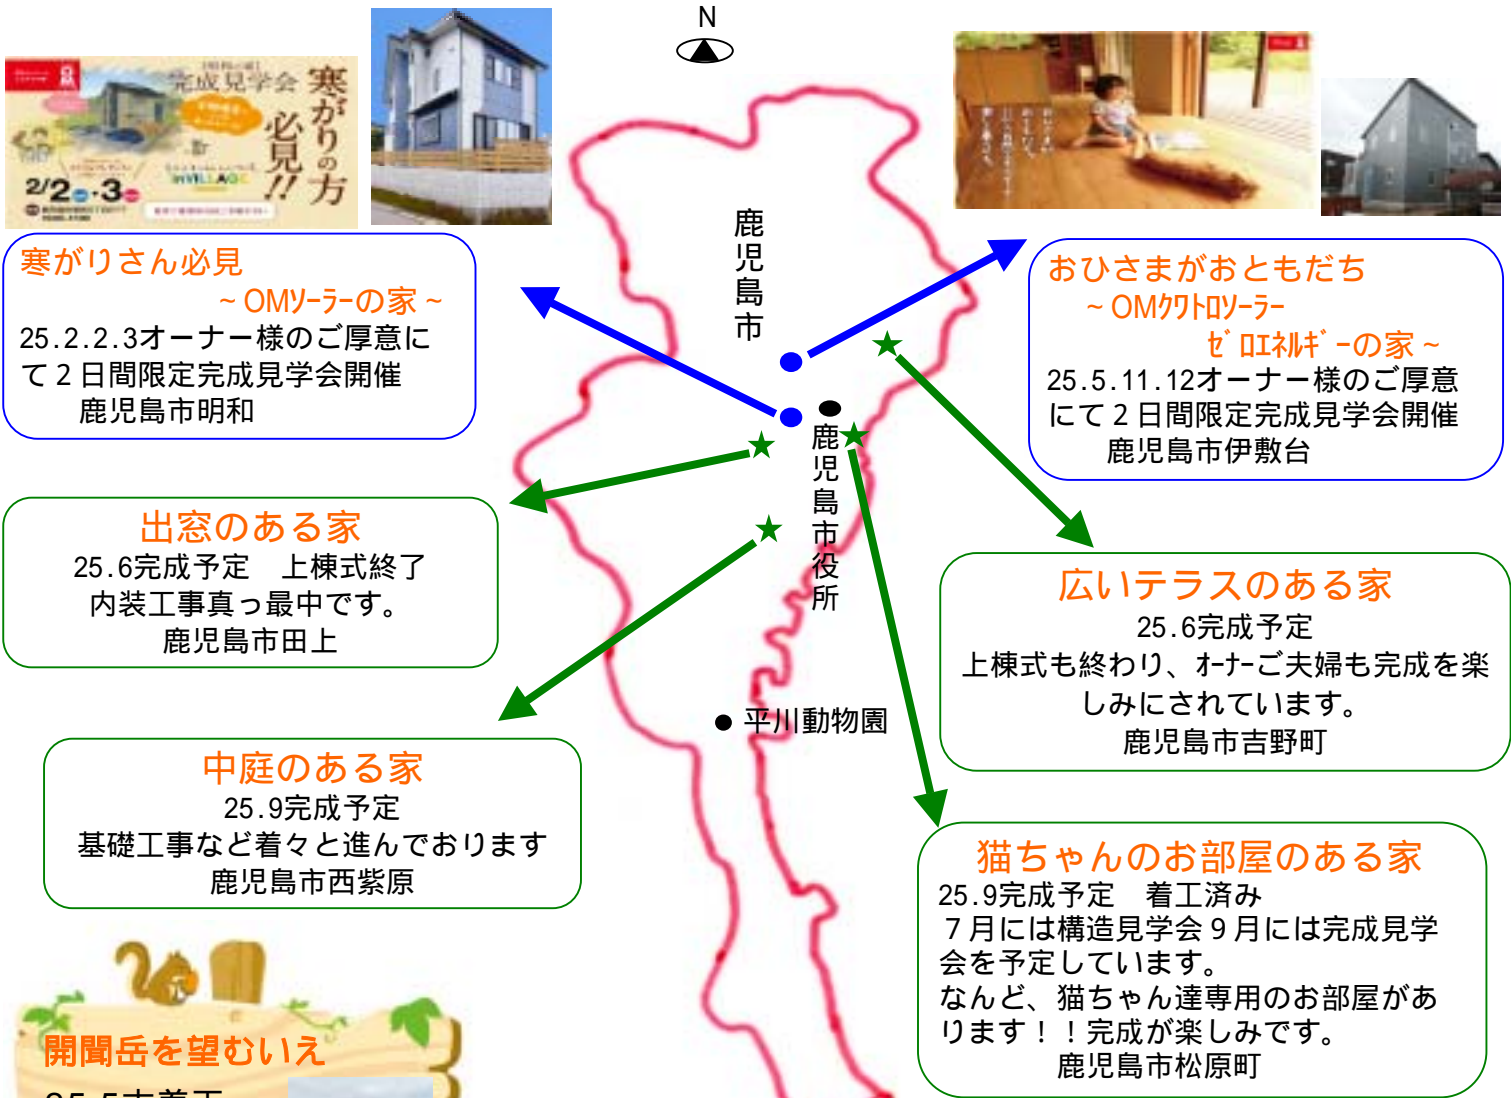 N
寒がりの方
必見!!
完成見学会
2/2・3
寒がりさん必見
~OMソーラーの家~
25.2.2.3オーナー様のご厚意に
て2日間限定完成見学会開催
鹿児島市明和
おひさまがおともだち
~OMクワトロソーラー
ゼロエネルギーの家~
25.5.11.12オーナー様のご厚意
にて2日間限定完成見学会開催
鹿児島市伊敷台
鹿児島市
鹿児島市役所
平川動物園
出窓のある家
25.6完成予定 上棟式終了
内装工事真っ最中です。
鹿児島市田上
広いテラスのある家
25.6完成予定
上棟式も終わり、オーナーご夫婦も完成を楽
しみにされています。
鹿児島市吉野町
中庭のある家
25.9完成予定
基礎工事など着々と進んでおります
鹿児島市西紫原
猫ちゃんのお部屋のある家
25.9完成予定 着工済み
7月には構造見学会9月には完成見学
会を予定しています。
なんど、猫ちゃん達専用のお部屋があ
ります!!完成が楽しみです。
鹿児島市松原町
開聞岳を望むいえ